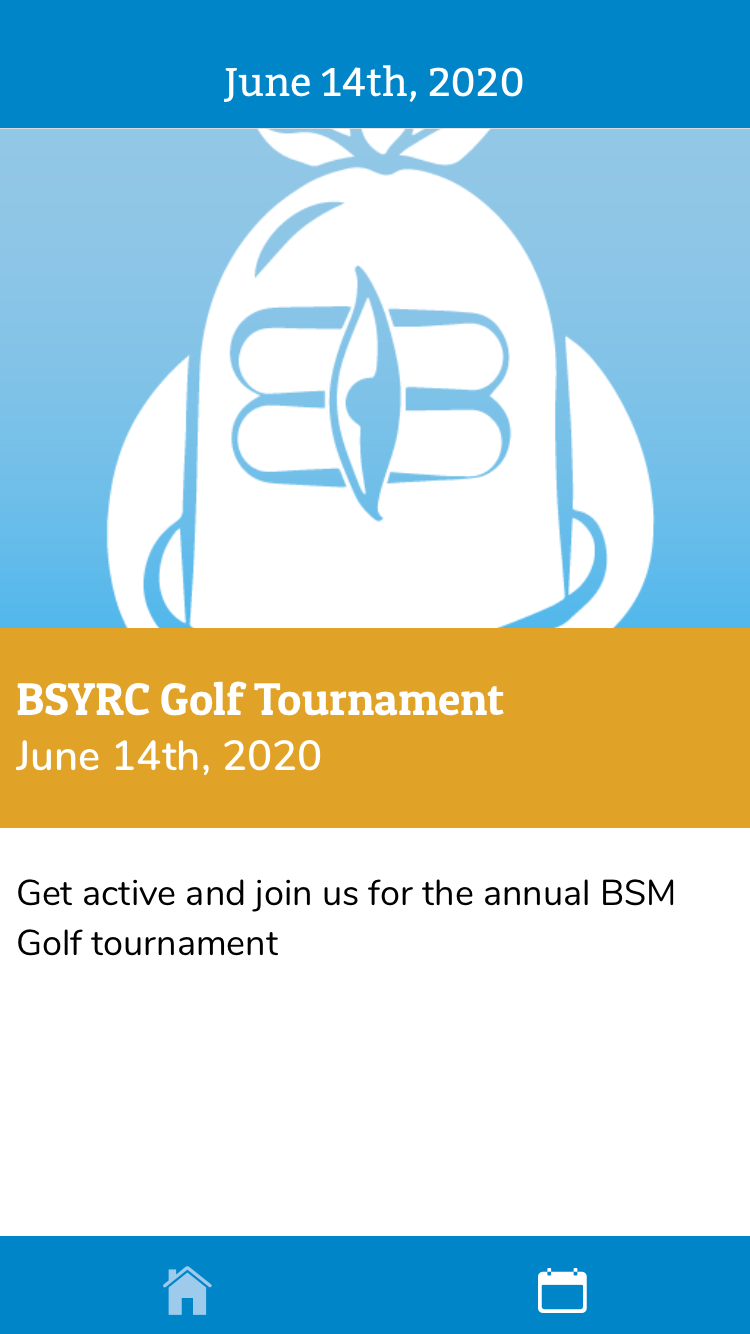 June 14th, 2020
BSYRC Golf Tournament
June 14th, 2020
Get active and join us for the annual BSM
Golf tournament